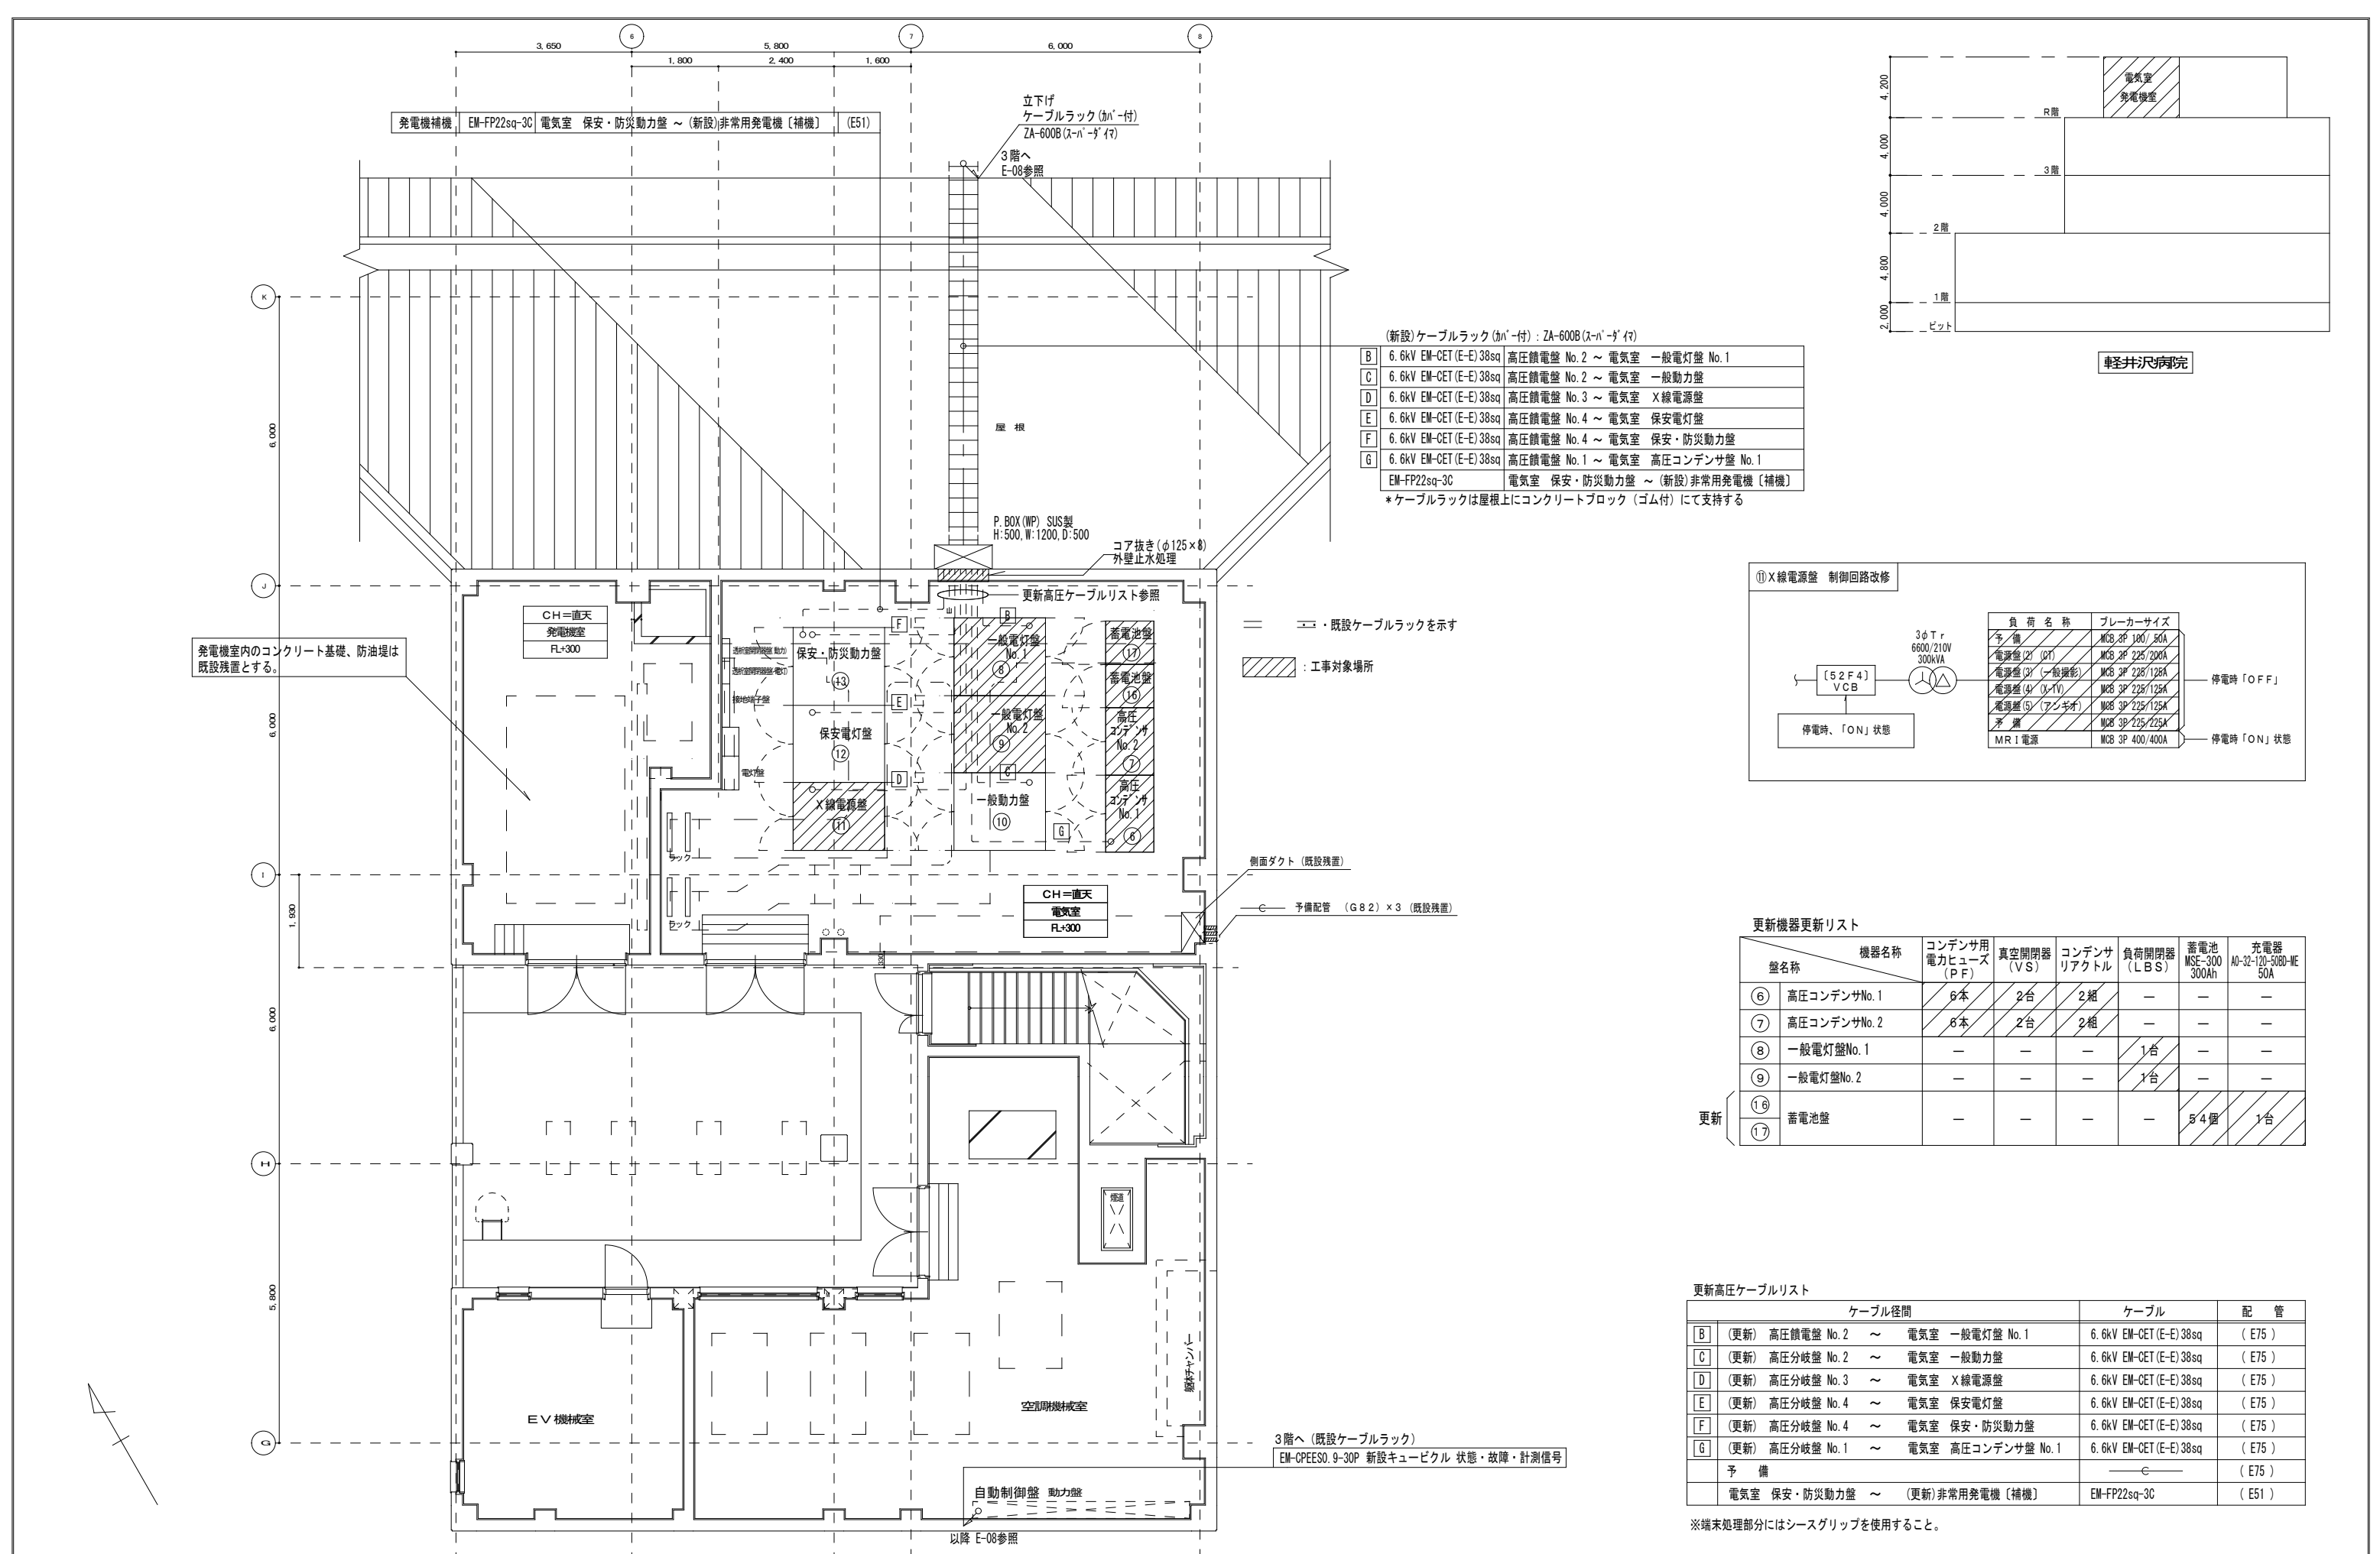 6
7
8
3,650
5,800
6,000
1,800
2,400
1,600
発電機補機 EM-FP22sq-3C 電気室 保安・防災動力盤 ～ (新設)非常用発電機〔補機〕 (E51)
立下げ
ケーブルラック(ｶﾊﾞｰ付)
ZA-600B(ｽｰﾊﾟｰﾀﾞｲﾏ)
3階へ
E-08参照
4,200
4,000
4,000
4,800
2,000
電気室
発電機室
R階
3階
2階
1階
ピット
軽井沢病院
K
J
I
H
G
6,000
6,000
1,930
6,000
5,800
(新設)ケーブルラック(ｶﾊﾞｰ付)：ZA-600B(ｽｰﾊﾟｰﾀﾞｲﾏ)
B 6.6kV EM-CET(E-E)38sq 高圧饋電盤 No.2 ～ 電気室 一般電灯盤 No.1
C 6.6kV EM-CET(E-E)38sq 高圧饋電盤 No.2 ～ 電気室 一般動力盤
D 6.6kV EM-CET(E-E)38sq 高圧饋電盤 No.3 ～ 電気室 X線電源盤
E 6.6kV EM-CET(E-E)38sq 高圧饋電盤 No.4 ～ 電気室 保安電灯盤
F 6.6kV EM-CET(E-E)38sq 高圧饋電盤 No.4 ～ 電気室 保安・防災動力盤
G 6.6kV EM-CET(E-E)38sq 高圧饋電盤 No.1 ～ 電気室 高圧コンデンサ盤 No.1
EM-FP22sq-3C 電気室 保安・防災動力盤 ～ (新設)非常用発電機〔補機〕
＊ケーブルラックは屋根上にコンクリートブロック（ゴム付）にて支持する
屋 根
P.BOX(WP) SUS製
H:500,W:1200,D:500
コア抜き(φ125×8)
外壁止水処理
更新高圧ケーブルリスト参照
・・・既設ケーブルラックを示す
：工事対象場所
発電機室内のコンクリート基礎、防油堤は
既設残置とする。
CH＝直天
発電機室
FL+300
接地端子盤
電灯盤
ラック
ラック
保安・防災動力盤
⑬
保安電灯盤
⑫
X線電源盤
⑪
F
E
D
B
一般電灯盤
No.1
⑧
一般電灯盤
No.2
⑨
C
一般動力盤
⑩
G
蓄電池盤
⑰
蓄電池盤
⑯
高圧
コンデンサ
No.2
⑦
高圧
コンデンサ
No.1
⑥
CH＝直天
電気室
FL+300
側面ダクト（既設残置）
C 予備配管 （G82）×3（既設残置）
⑪X線電源盤 制御回路改修
〔52F4〕
VCB
停電時、「ON」状態
3φTr
6600/210V
300kVA
負 荷 名 称 ブレーカーサイズ
予 備 MCB 3P 100/ 50A
電源盤(2) (CT) MCB 3P 225/200A
電源盤(3) (一般撮影) MCB 3P 225/125A
電源盤(4) (X-TV) MCB 3P 225/125A
電源盤(5) (アンギオ) MCB 3P 225/125A
予 備 MCB 3P 225/225A
MRI電源 MCB 3P 400/400A
停電時「OFF」
停電時「ON」状態
更新機器更新リスト
機器名称
盤名称
コンデンサ用
電力ヒューズ
（PF）
真空開閉器
（VS）
コンデンサ
リアクトル
負荷開閉器
（LBS）
蓄電池
MSE-300
300Ah
充電器
AO-32-120-50BD-ME
50A
⑥ 高圧コンデンサNo.1 6本 2台 2組 － － －
⑦ 高圧コンデンサNo.2 6本 2台 2組 － － －
⑧ 一般電灯盤No.1 － － － 1台 － －
⑨ 一般電灯盤No.2 － － － 1台 － －
更新 ⑯ ⑰ 蓄電池盤 － － － － 54個 1台
煙道
躯体チャンバー
EV機械室
空調機械室
自動制御盤 動力盤
以降 E-08参照
3階へ（既設ケーブルラック）
EM-CPEES0.9-30P 新設キュービクル 状態・故障・計測信号
更新高圧ケーブルリスト
ケーブル径間 ケーブル 配 管
B (更新) 高圧饋電盤 No.2 ～ 電気室 一般電灯盤 No.1 6.6kV EM-CET(E-E)38sq （E75）
C (更新) 高圧分岐盤 No.2 ～ 電気室 一般動力盤 6.6kV EM-CET(E-E)38sq （E75）
D (更新) 高圧分岐盤 No.3 ～ 電気室 X線電源盤 6.6kV EM-CET(E-E)38sq （E75）
E (更新) 高圧分岐盤 No.4 ～ 電気室 保安電灯盤 6.6kV EM-CET(E-E)38sq （E75）
F (更新) 高圧分岐盤 No.4 ～ 電気室 保安・防災動力盤 6.6kV EM-CET(E-E)38sq （E75）
G (更新) 高圧分岐盤 No.1 ～ 電気室 高圧コンデンサ盤 No.1 6.6kV EM-CET(E-E)38sq （E75）
予 備 C （E75）
電気室 保安・防災動力盤 ～ (更新)非常用発電機〔補機〕 EM-FP22sq-3C （E51）
※端末処理部分にはシースグリップを使用すること。